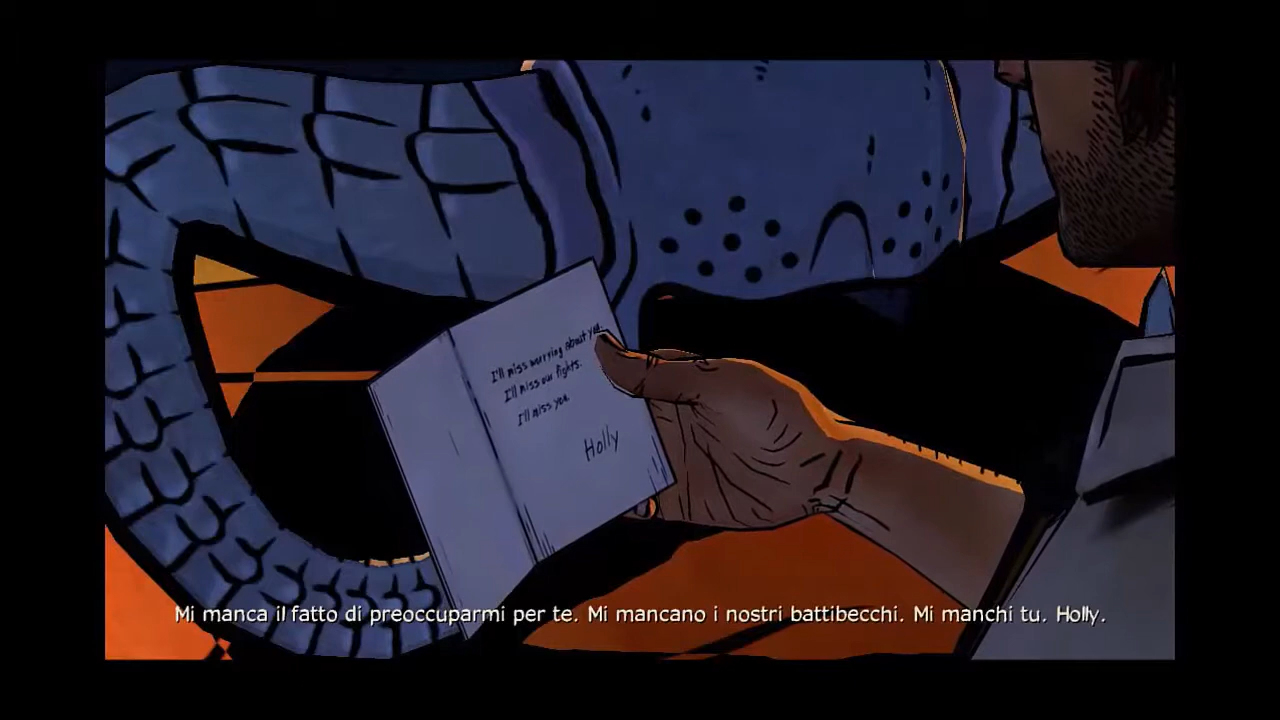 I'll miss worrying about you.
I'll miss our fights.
I'll miss you.
Holly
Mi manca il fatto di preoccuparmi per te. Mi mancano i nostri battibecchi. Mi manchi tu. Holly.